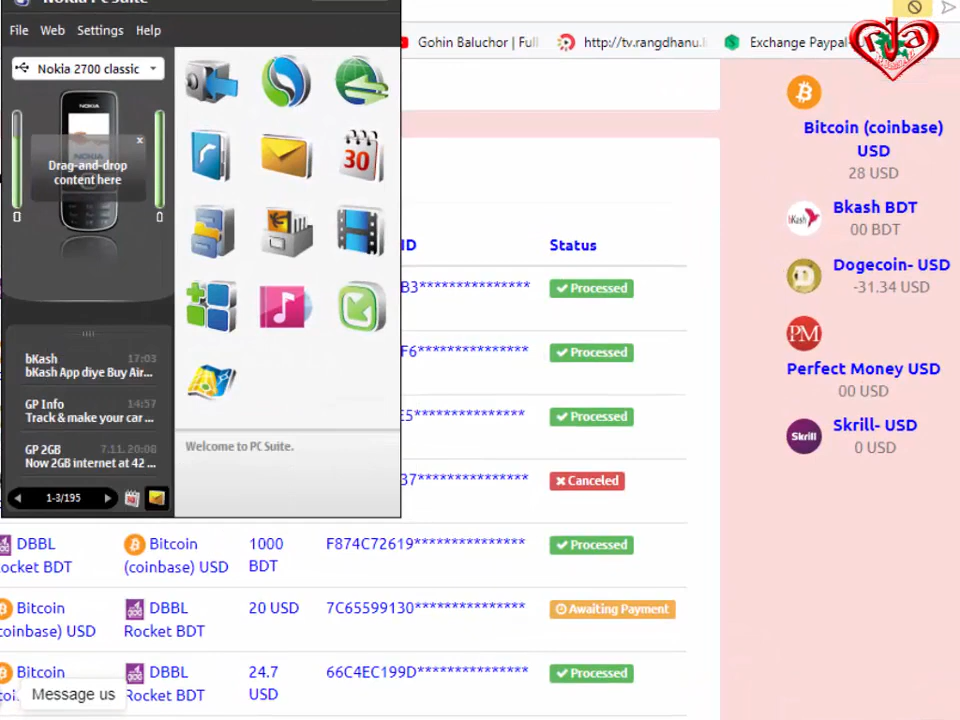 Nokia PC Suite
File Web Settings Help
Nokia 2700 classic
NOKIA
Drag-and-drop
content here
x
bKash 17:03
bKash App diye Buy Air...
GP Info 14:57
Track & make your car ...
GP 2GB 7.11. 20:08
Now 2GB internet at 42 ...
1-3/195
30
Welcome to PC Suite.
Gohin Baluchor | Full
http://tv.rangdhanu.li
Exchange Paypal-
rja
ID Status
B3*************** Processed
F6*************** Processed
E5*************** Processed
37*************** Canceled
DBBL
Rocket BDT
Bitcoin
(coinbase) USD
1000
BDT
F874C72619*************** Processed
Bitcoin
coinbase) USD
DBBL
Rocket BDT
20 USD
7C65599130*************** Awaiting Payment
Bitcoin
DBBL
Rocket BDT
24.7
USD
66C4EC199D*************** Processed
Message us
Bitcoin (coinbase)
USD
28 USD
bKash
Bkash BDT
00 BDT
Dogecoin- USD
-31.34 USD
PM
Perfect Money USD
00 USD
Skrill
Skrill- USD
0 USD